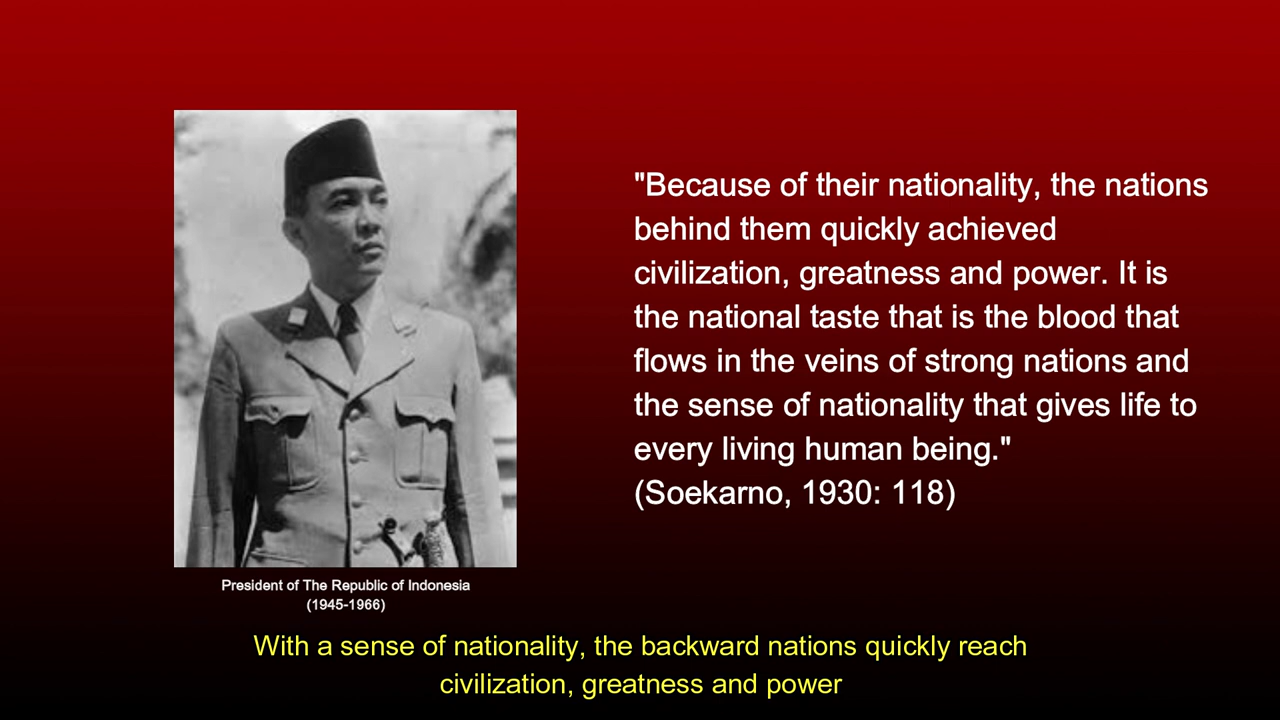 "Because of their nationality, the nations
behind them quickly achieved
civilization, greatness and power. It is
the national taste that is the blood that
flows in the veins of strong nations and
the sense of nationality that gives life to
every living human being."
(Soekarno, 1930: 118)
President of The Republic of Indonesia
(1945-1966)
With a sense of nationality, the backward nations quickly reach
civilization, greatness and power